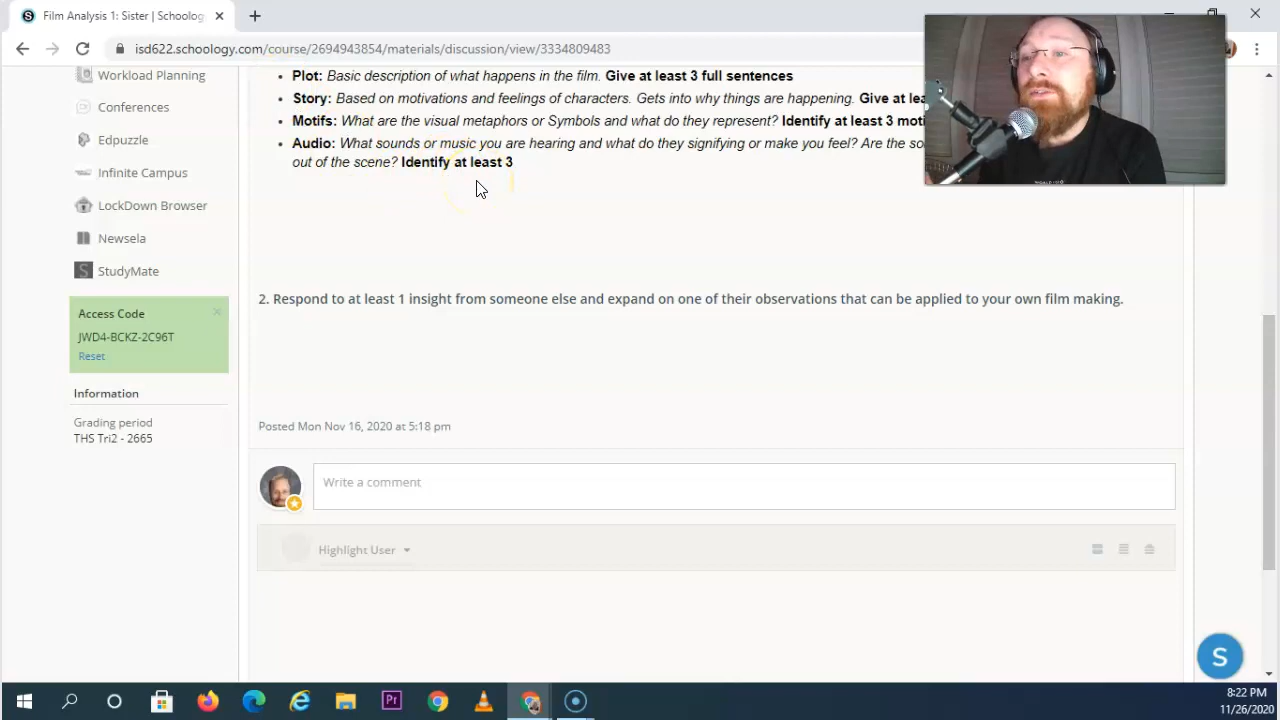 Film Analysis 1: Sister | Schoolog
isd622.schoology.com/course/2694943854/materials/discussion/view/3334809483
Workload Planning
Conferences
Edpuzzle
Infinite Campus
LockDown Browser
Newsela
StudyMate
Access Code
JWD4-BCKZ-2C96T
Reset
Information
Grading period
THS Tri2 - 2665
Plot: Basic description of what happens in the film. Give at least 3 full sentences
Story: Based on motivations and feelings of characters. Gets into why things are happening. Give at lea
Motifs: What are the visual metaphors or Symbols and what do they represent? Identify at least 3 moti
Audio: What sounds or music you are hearing and what do they signifying or make you feel? Are the so
out of the scene? Identify at least 3
2. Respond to at least 1 insight from someone else and expand on one of their observations that can be applied to your own film making.
Posted Mon Nov 16, 2020 at 5:18 pm
Write a comment
Highlight User
S
Pr
8:22 PM
11/26/2020